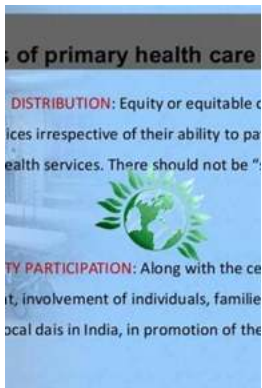 of primary health care
DISTRIBUTION: Equity or equitable
ices irrespective of their ability to pa
ealth services. There should not be "
TY PARTICIPATION: Along with the ce
t, involvement of individuals, familie
ocal dais in India, in promotion of the